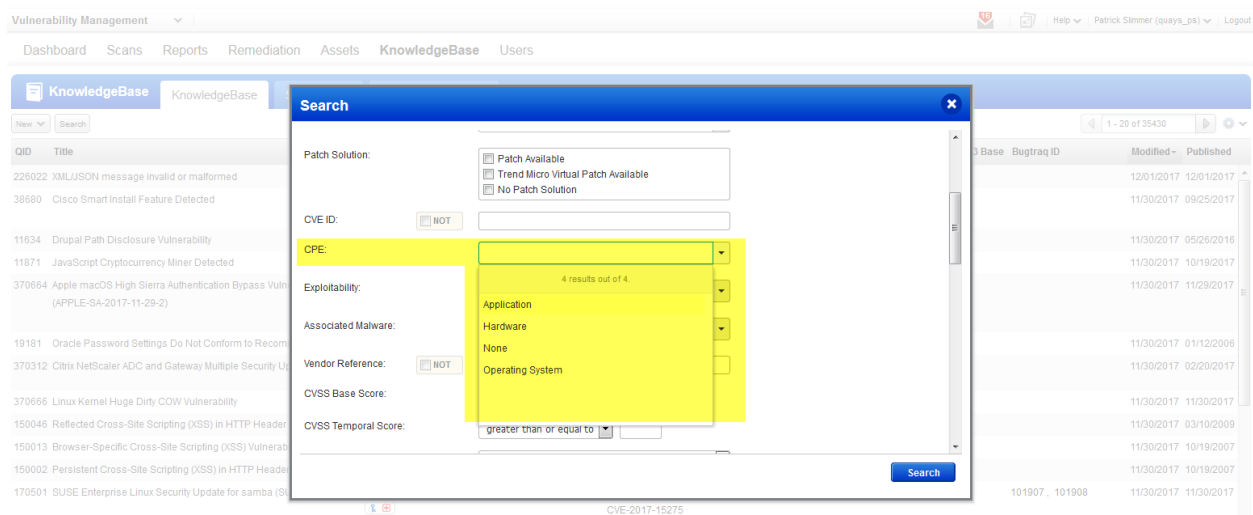 Vulnerability Management
15
Help
Patrick Slimmer (quays_ps)
Logout
Dashboard Scans Reports Remediation Assets KnowledgeBase Users
KnowledgeBase
KnowledgeBase
New
Search
1 - 20 of 35430
QID Title
3 Base Bugtraq ID Modified Published
226022 XML/JSON message invalid or malformed
12/01/2017 12/01/2017
38680 Cisco Smart Install Feature Detected
11/30/2017 09/25/2017
11634 Drupal Path Disclosure Vulnerability
11/30/2017 05/26/2016
11871 JavaScript Cryptocurrency Miner Detected
11/30/2017 10/19/2017
370664 Apple macOS High Sierra Authentication Bypass Vuln
(APPLE-SA-2017-11-29-2)
11/30/2017 11/29/2017
19181 Oracle Password Settings Do Not Conform to Recom
11/30/2017 01/12/2006
370312 Citrix NetScaler ADC and Gateway Multiple Security Up
11/30/2017 02/20/2017
370666 Linux Kernel Huge Dirty COW Vulnerability
11/30/2017 11/30/2017
150046 Reflected Cross-Site Scripting (XSS) in HTTP Header
11/30/2017 03/10/2009
150013 Browser-Specific Cross-Site Scripting (XSS) Vulnerab
11/30/2017 10/19/2007
150002 Persistent Cross-Site Scripting (XSS) in HTTP Header
11/30/2017 10/19/2007
170501 SUSE Enterprise Linux Security Update for samba (SU
101907 , 101908 11/30/2017 11/30/2017
CVE-2017-15275
Search
Patch Solution:
Patch Available
Trend Micro Virtual Patch Available
No Patch Solution
CVE ID:
NOT
CPE:
4 results out of 4.
Application
Hardware
None
Operating System
Exploitability:
Associated Malware:
Vendor Reference:
NOT
CVSS Base Score:
CVSS Temporal Score:
greater than or equal to
Search